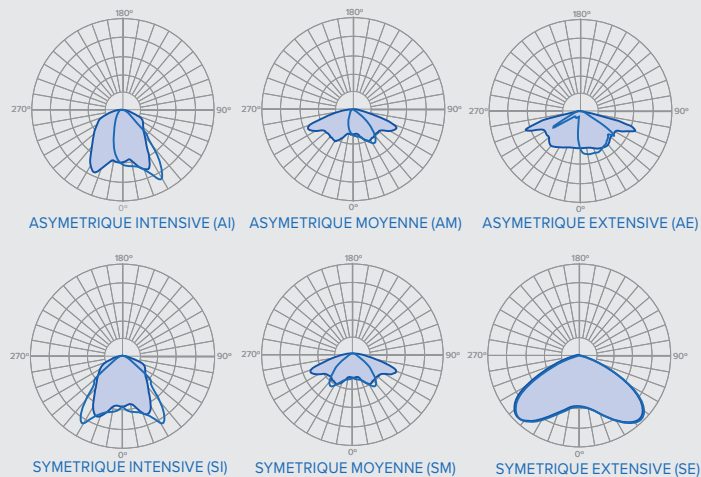 180° 180° 180°
270° 90° 270° 90° 270° 90°
0° 0° 0°
ASYMETRIQUE INTENSIVE (AI) ASYMETRIQUE MOYENNE (AM) ASYMETRIQUE EXTENSIVE (AE)
180° 180° 180°
270° 90° 270° 90° 270° 90°
0° 0° 0°
SYMETRIQUE INTENSIVE (SI) SYMETRIQUE MOYENNE (SM) SYMETRIQUE EXTENSIVE (SE)